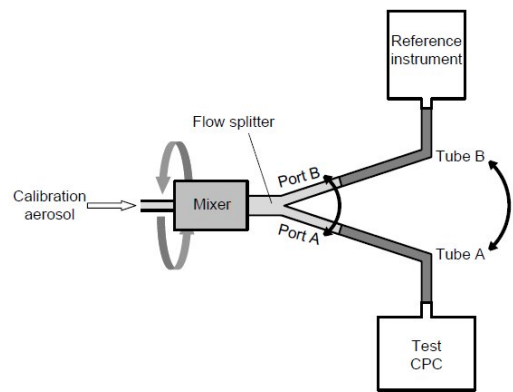 Reference
instrument
Flow splitter
Port B
Tube B
Calibration
aerosol
Mixer
Port A
Tube A
Test
CPC